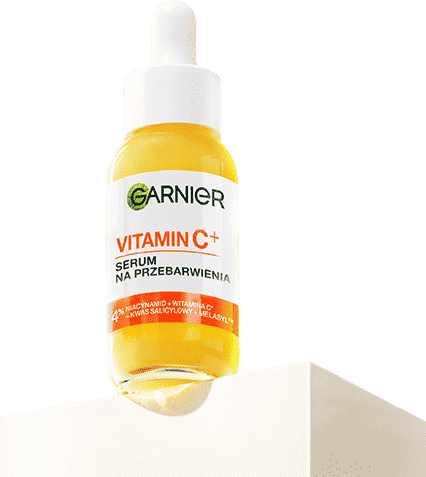 GARNIER
VITAMIN C+
SERUM
NA PRZEBARWIENIA
4% NIACYNAMID + WITAMINA C*
+ KWAS SALICYLOWY + MELASYL™